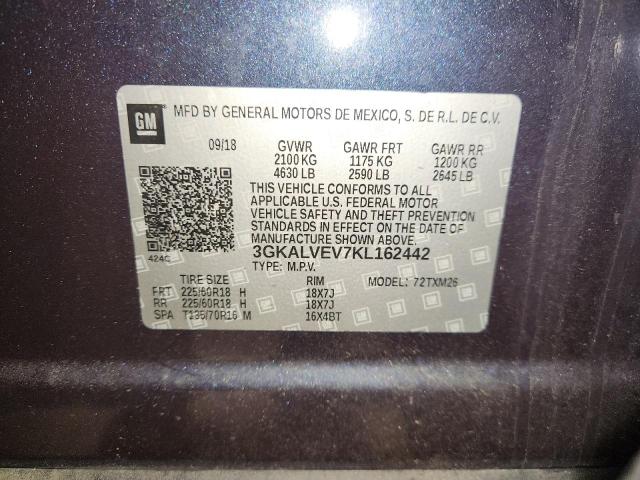 GM MFD BY GENERAL MOTORS DE MEXICO, S. DE R.L. DE C.V.
09/18 GVWR GAWR FRT GAWR RR
2100 KG 1175 KG 1200 KG
4630 LB 2590 LB 2645 LB
THIS VEHICLE CONFORMS TO ALL
APPLICABLE U.S. FEDERAL MOTOR
VEHICLE SAFETY AND THEFT PREVENTION
STANDARDS IN EFFECT ON THE DATE OF
MANUFACTURE SHOWN ABOVE.
424C 3GKALVEV7KL162442
TYPE: M.P.V.
TIRE SIZE RIM MODEL: 72TXM26
FRT 225/60R18 H 18X7J
RR 225/60R18 H 18X7J
SPA T135/70R16 M 16X4BT